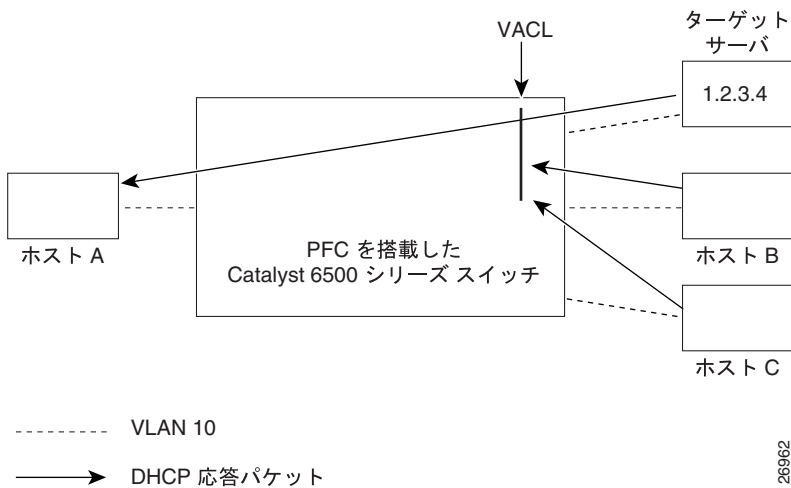 VACL
ターゲット
サーバ
1.2.3.4
ホスト A
PFC を搭載した
Catalyst 6500 シリーズ スイッチ
ホスト B
ホスト C
VLAN 10
DHCP 応答パケット
26962